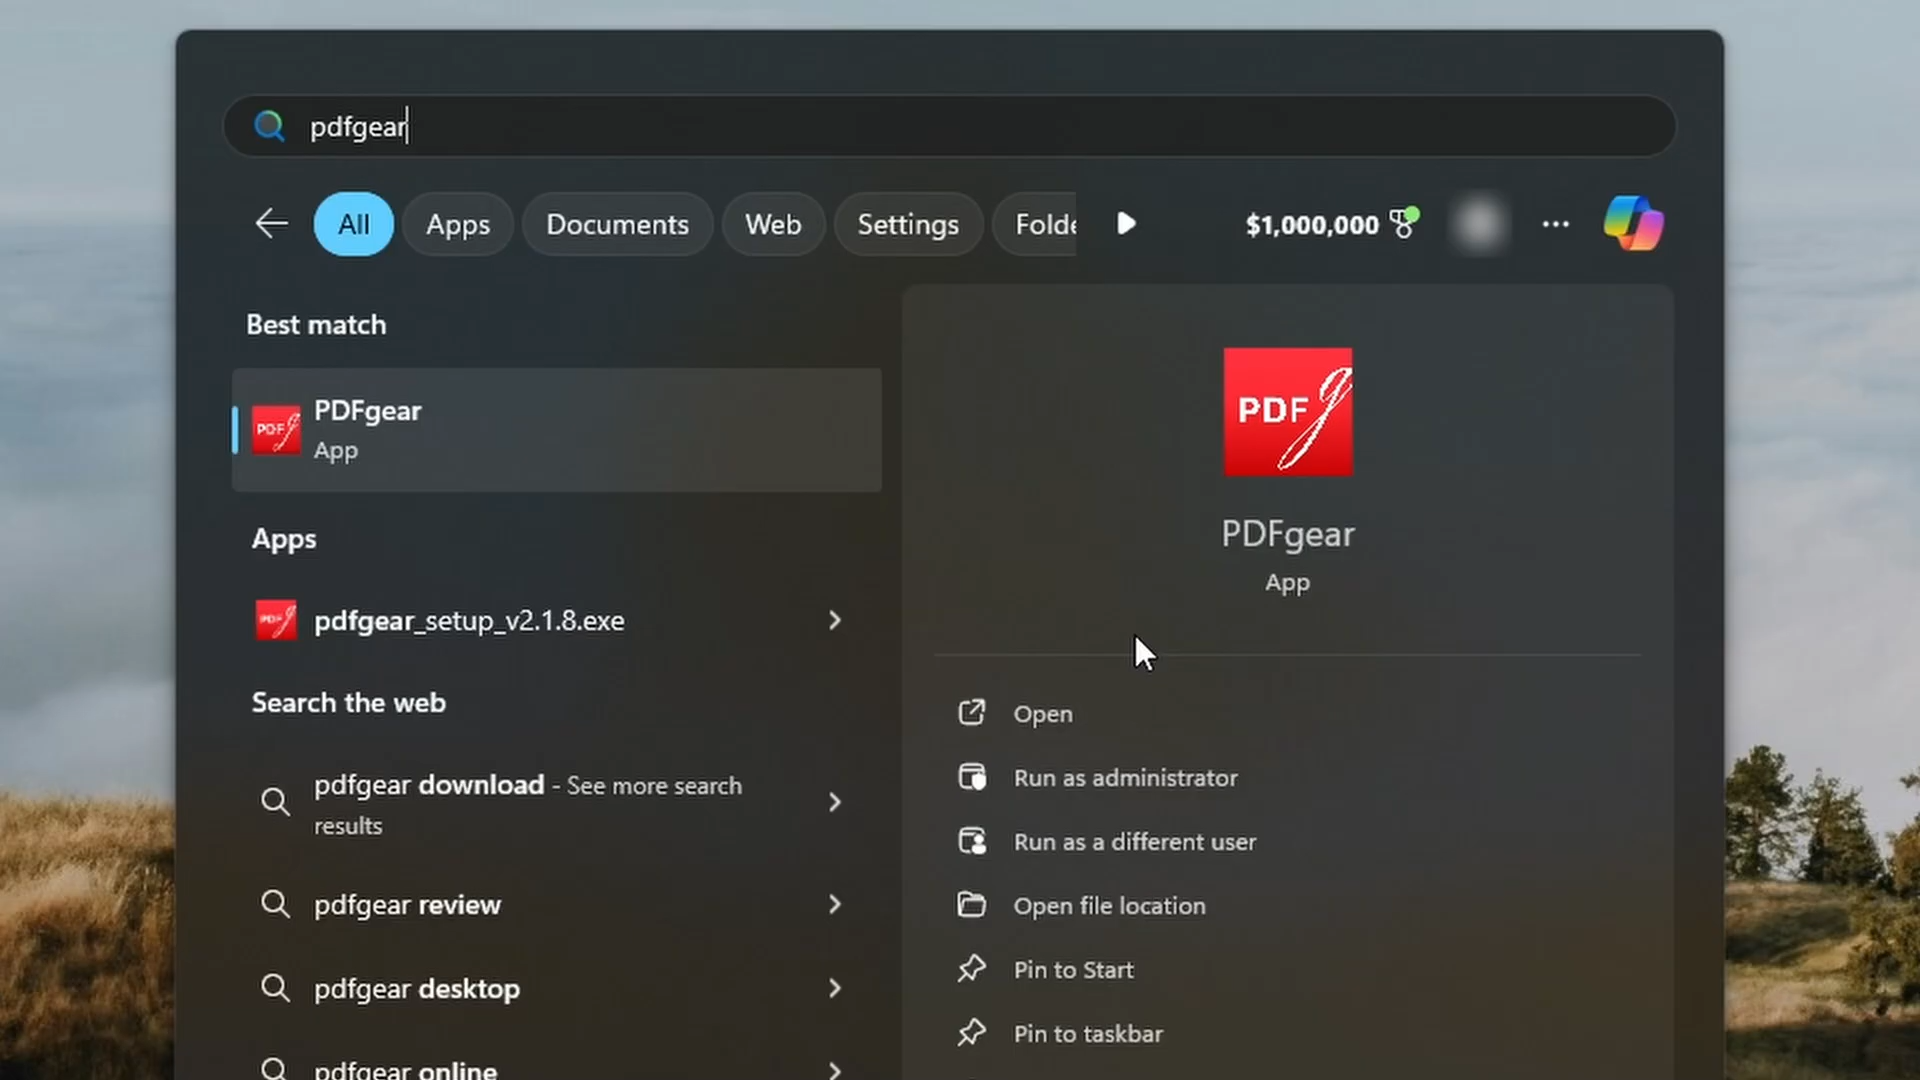 pdfgear
All Apps Documents Web Settings Folde $1,000,000
Best match
PDFgear
App
Apps
pdfgear_setup_v2.1.8.exe
Search the web
pdfgear download - See more search
results
pdfgear review
pdfgear desktop
pdfgear online
PDF g
PDFgear
App
Open
Run as administrator
Run as a different user
Open file location
Pin to Start
Pin to taskbar